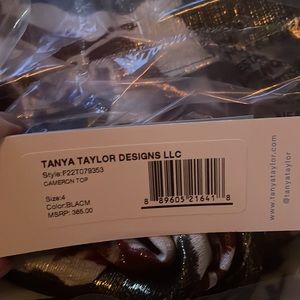 TANYA TAYLOR DESIGNS LLC
Style:F22T079353
CAMERON TOP
Size:4
Color:BLACM
MSRP: 365.00
8 89605 21641 8
www.tanyataylor.com
@tanyataylor